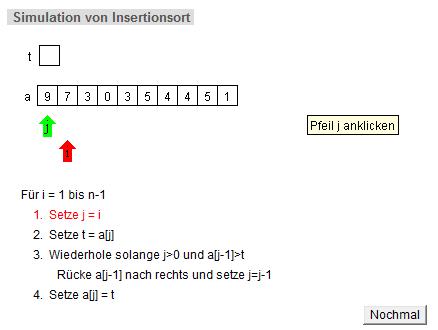 Simulation von Insertionsort
t
a 9 7 3 0 3 5 4 4 5 1
j
i
Pfeil j anklicken
Für i = 1 bis n-1
1. Setze j = i
2. Setze t = a[j]
3. Wiederhole solange j>0 und a[j-1]>t
Rücke a[j-1] nach rechts und setze j=j-1
4. Setze a[j] = t
Nochmal